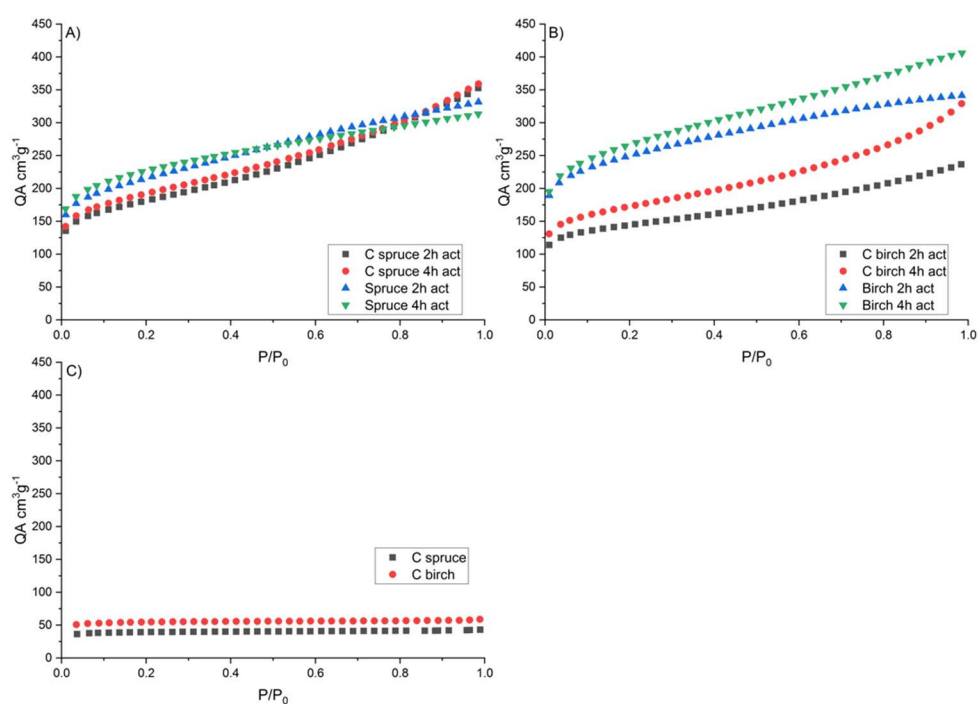 A)
450
400
350
300
250
200
150
100
50
0
QA cm³g⁻¹
0.0 0.2 0.4 0.6 0.8 1.0
P/P₀
C spruce 2h act
C spruce 4h act
Spruce 2h act
Spruce 4h act
B)
450
400
350
300
250
200
150
100
50
0
QA cm³g⁻¹
0.0 0.2 0.4 0.6 0.8 1.0
P/P₀
C birch 2h act
C birch 4h act
Birch 2h act
Birch 4h act
C)
450
400
350
300
250
200
150
100
50
0
QA cm³g⁻¹
0.0 0.2 0.4 0.6 0.8 1.0
P/P₀
C spruce
C birch